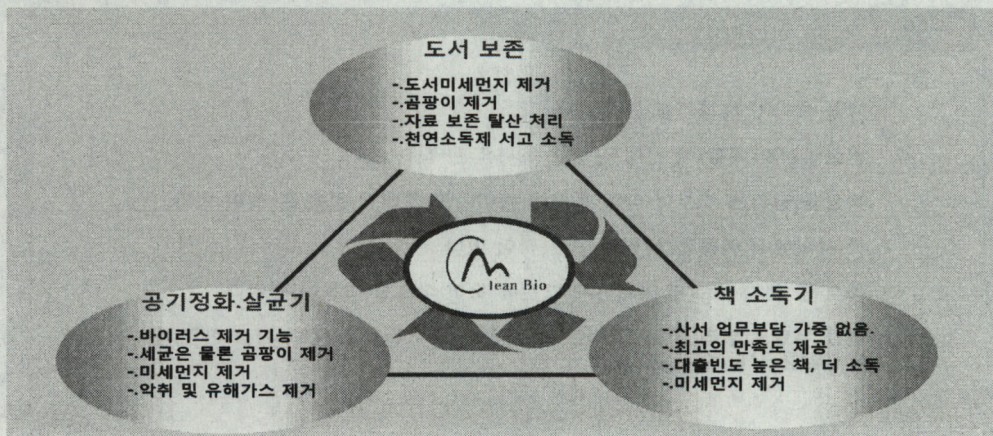 도서 보존
-.도서미세먼지 제거
-.곰팡이 제거
-.자료 보존 탈산 처리
-.천연소독제 서고 소독
Clean Bio
공기정화.살균기
-.바이러스 제거 기능
-.세균은 물론 곰팡이 제거
-.미세먼지 제거
-.악취 및 유해가스 제거
책 소독기
-.사서 업무부담 가중 없음.
-.최고의 만족도 제공
-.대출빈도 높은 책, 더 소독
-.미세먼지 제거